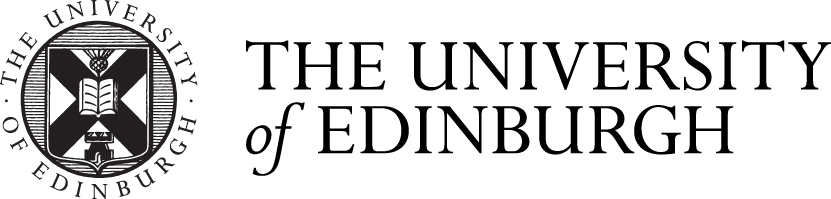 THE UNIVERSITY
OF EDINBURGH
THE UNIVERSITY
of EDINBURGH